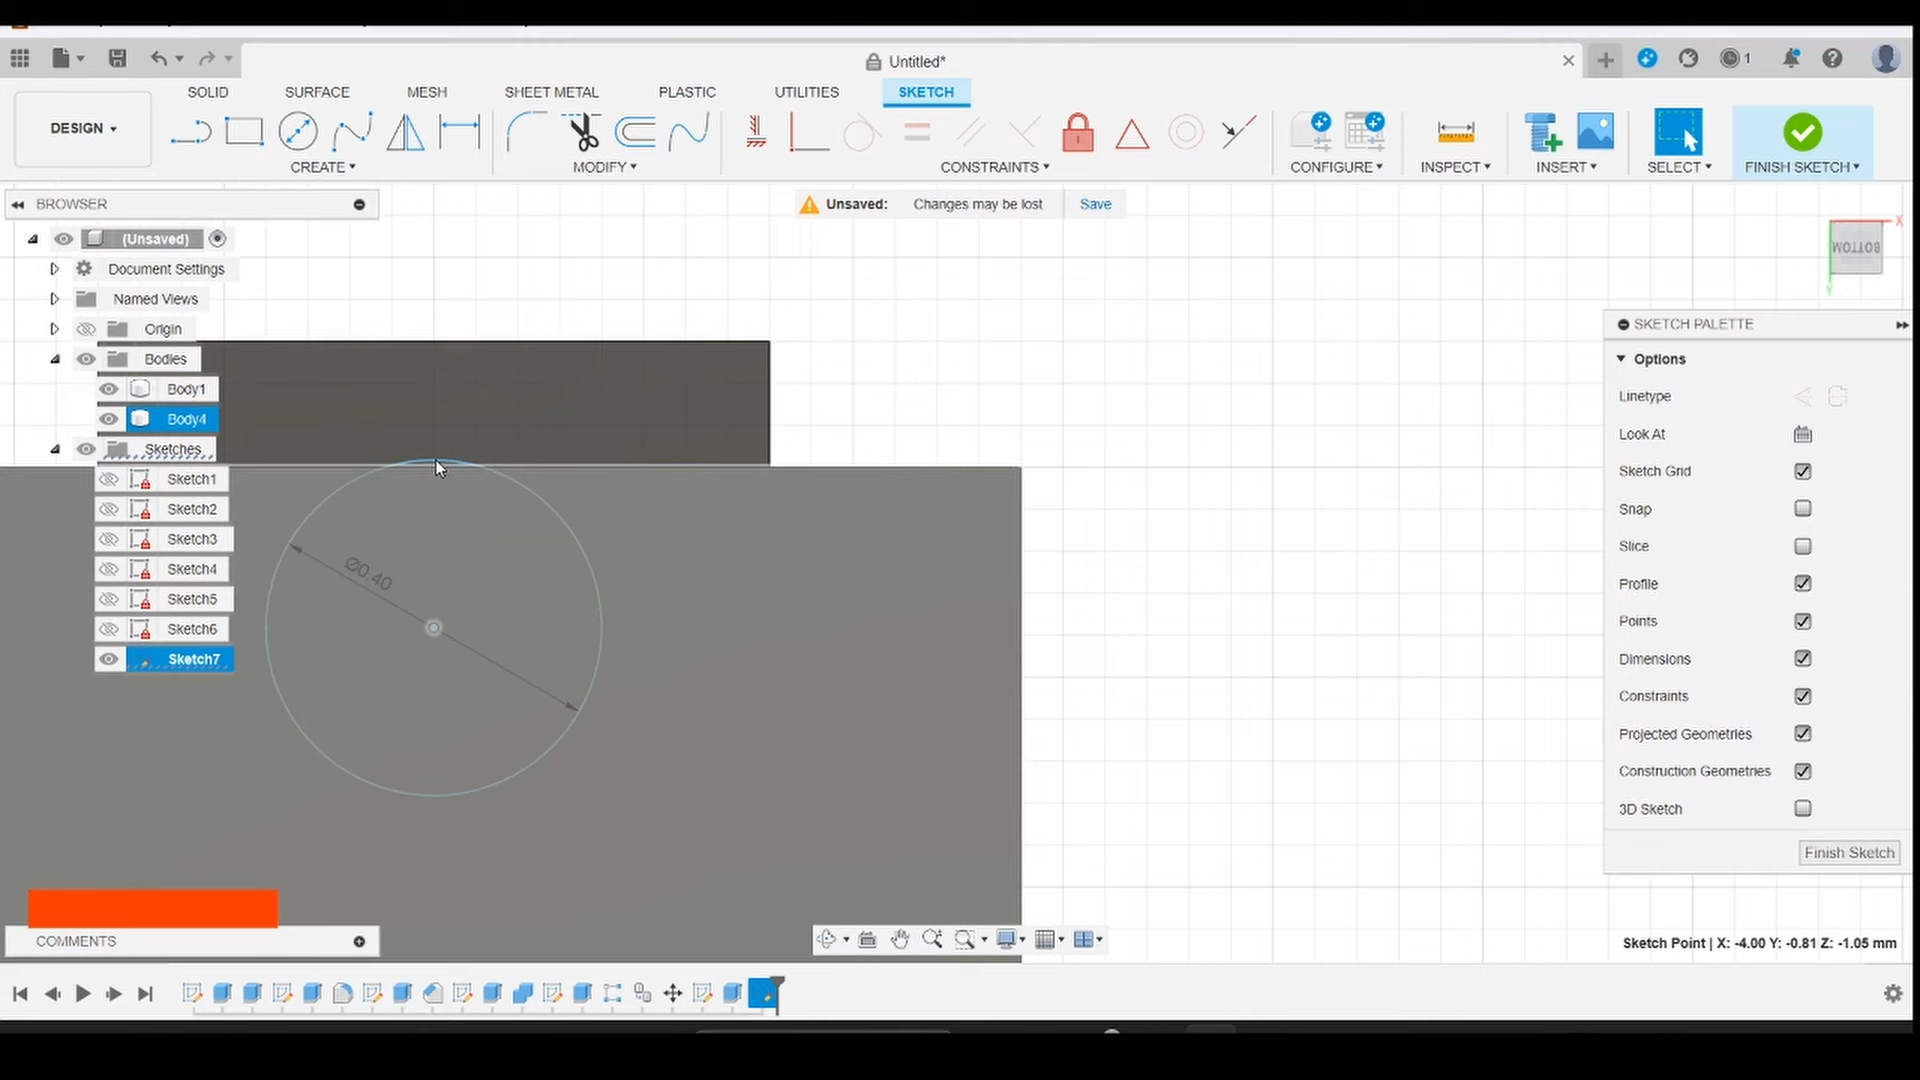 Untitled*
1
SOLID
SURFACE
MESH
SHEET METAL
PLASTIC
UTILITIES
SKETCH
DESIGN
CREATE
MODIFY
CONSTRAINTS
CONFIGURE
INSPECT
INSERT
SELECT
FINISH SKETCH
BROWSER
Unsaved:
Changes may be lost
Save
(Unsaved)
Document Settings
Named Views
Origin
Bodies
Body1
Body4
Sketches
Sketch1
Sketch2
Sketch3
Sketch4
Sketch5
Sketch6
Sketch7
Ø0.40
X
BOTTOM
Y
SKETCH PALETTE
Options
Linetype
Look At
Sketch Grid
Snap
Slice
Profile
Points
Dimensions
Constraints
Projected Geometries
Construction Geometries
3D Sketch
Finish Sketch
COMMENTS
Sketch Point | X: -4.00 Y: -0.81 Z: -1.05 mm